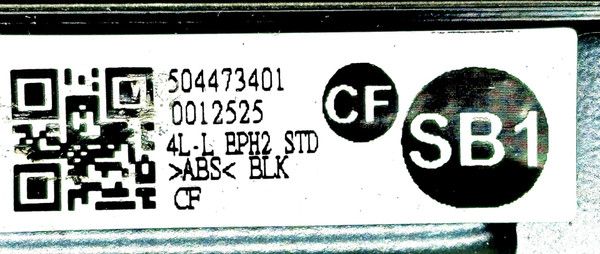 504473401
0012525
4L-L EPH2 STD
>ABS< BLK
CF
CF
SB1